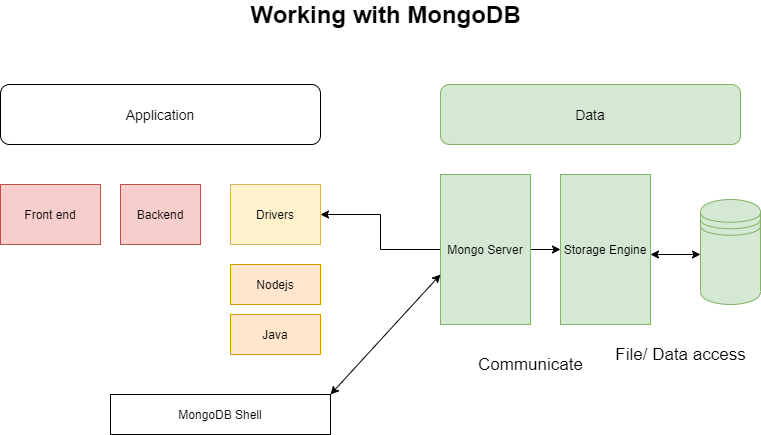 Working with MongoDB
Application
Data
Front end
Backend
Drivers
Mongo Server
Storage Engine
Nodejs
Java
Communicate
File/ Data access
MongoDB Shell